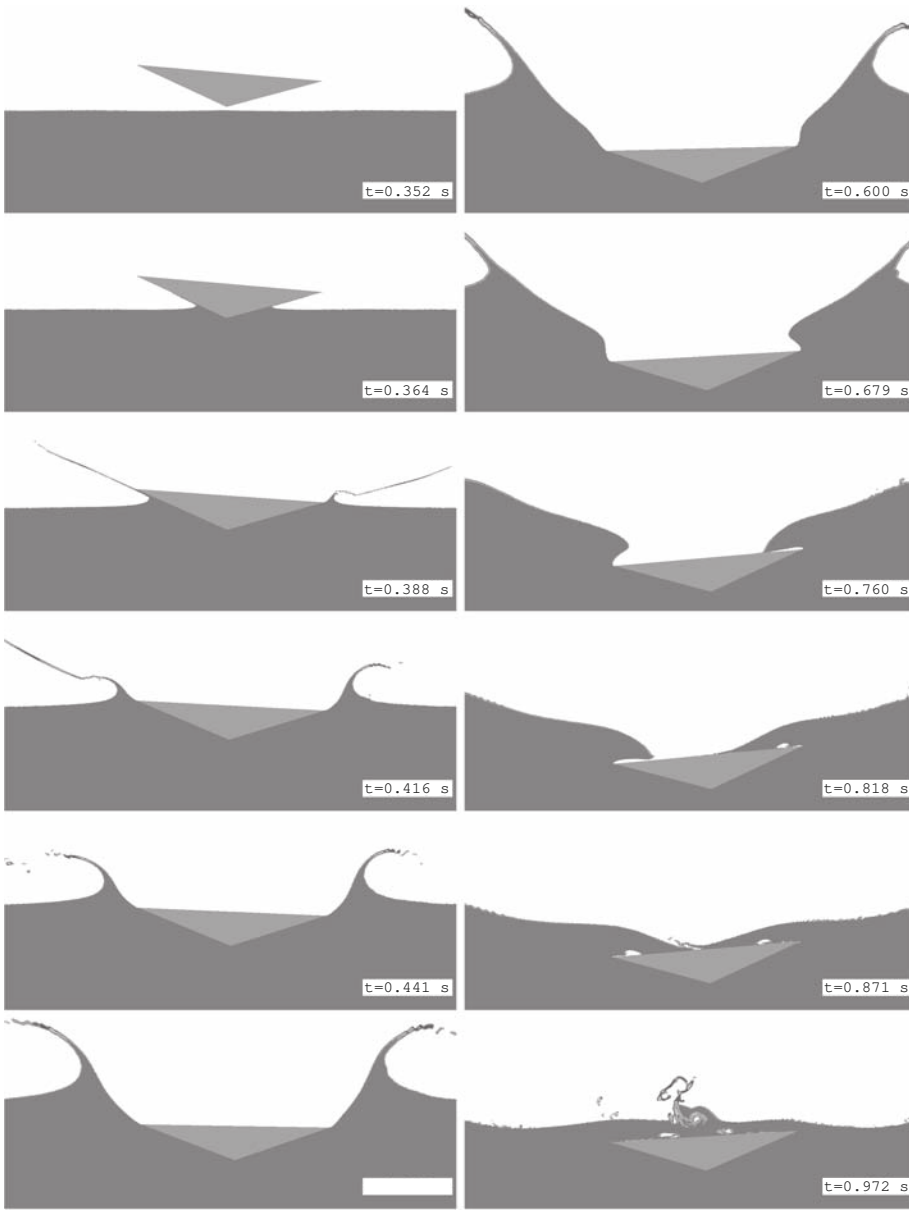 t=0.352 s
t=0.364 s
t=0.388 s
t=0.416 s
t=0.441 s
t=0.600 s
t=0.679 s
t=0.760 s
t=0.818 s
t=0.871 s
t=0.972 s